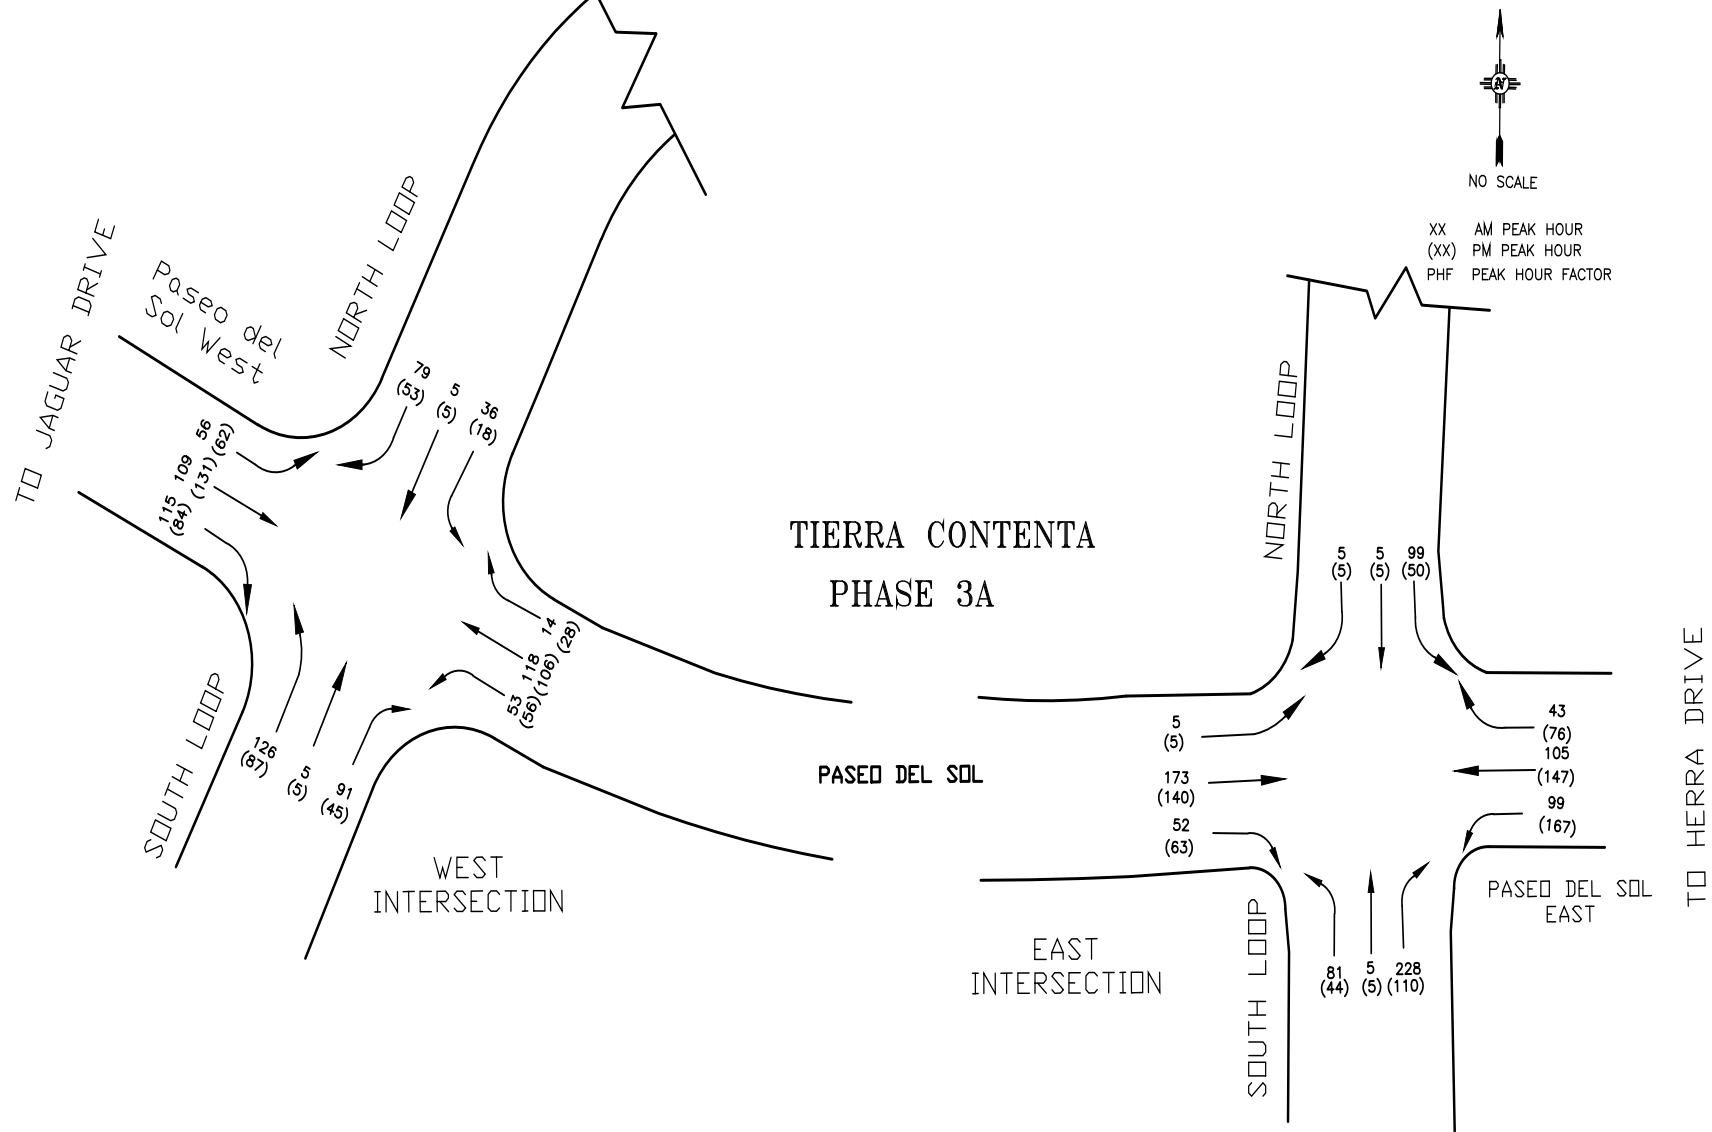 N
NO SCALE
XX AM PEAK HOUR
(XX) PM PEAK HOUR
PHF PEAK HOUR FACTOR
TO JAGUAR DRIVE
Paseo del
Sol West
NORTH LOOP
79
(53)
5
(5)
36
(18)
56
(62)
109
(131)
115
(84)
14
(28)
118
(106)
53
(56)
126
(87)
5
(5)
91
(45)
SOUTH LOOP
WEST
INTERSECTION
TIERRA CONTENTA
PHASE 3A
PASEO DEL SOL
NORTH LOOP
5
(5)
5
(5)
99
(50)
5
(5)
173
(140)
52
(63)
43
(76)
105
(147)
99
(167)
81
(44)
5
(5)
228
(110)
SOUTH LOOP
EAST
INTERSECTION
PASEO DEL SOL
EAST
TO HERRA DRIVE